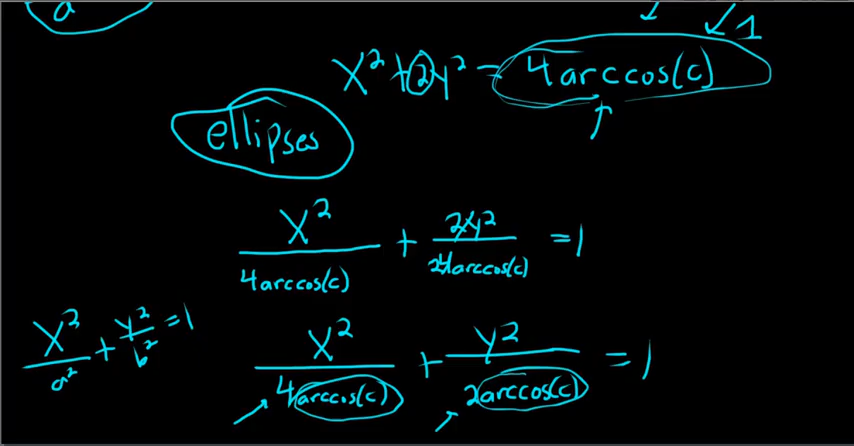 a
1
x² + 2y² = 4arccos(c)
ellipses
x²/4arccos(c) + 2y²/4arccos(c) = 1
x²/a² + y²/b² = 1
x²/4arccos(c) + y²/2arccos(c) = 1